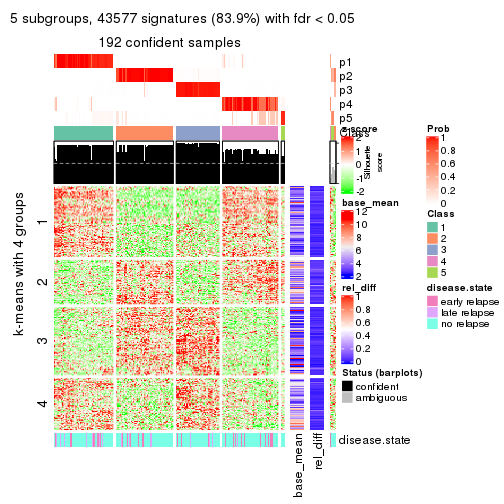 5 subgroups, 43577 signatures (83.9%) with fdr < 0.05
192 confident samples
p1
p2
p3
p4
p5
Class
Silhouette
score
k-means with 4 groups
1
2
3
4
base_mean
rel_diff
disease.state
z-score
2
1
0
-1
-2
base_mean
12
10
8
6
4
2
rel_diff
1
0.8
0.6
0.4
0.2
0
Status (barplots)
confident
ambiguous
Prob
1
0.8
0.6
0.4
0.2
0
Class
1
2
3
4
5
disease.state
early relapse
late relapse
no relapse